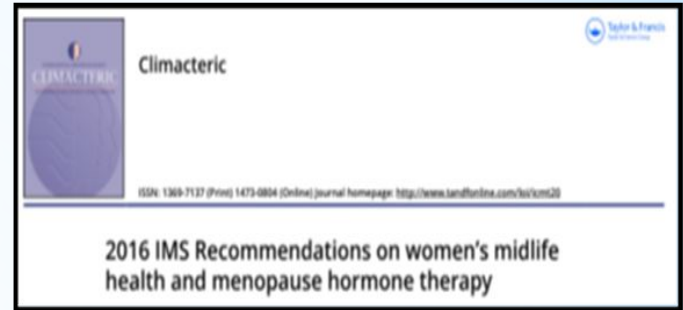 Taylor & Francis
CLIMACTERIC
Climacteric
ISSN: 1369-7137 (Print) 1473-0804 (Online) Journal homepage: http://www.tandfonline.com/loi/icmt20
2016 IMS Recommendations on women's midlife
health and menopause hormone therapy